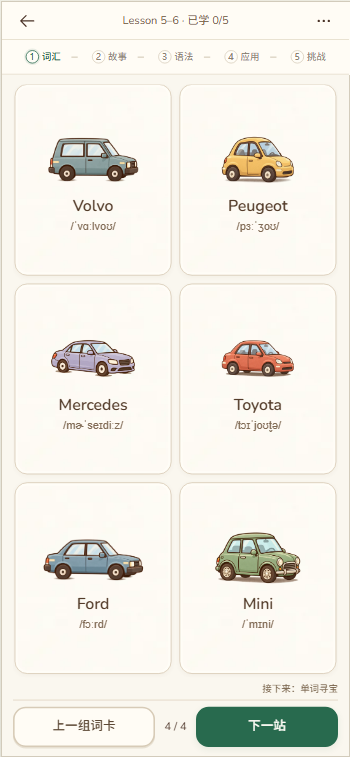 Lesson 5–6 · 已学 0/5
1 词汇 – 2 故事 – 3 语法 – 4 应用 – 5 挑战
Volvo
Peugeot
/ˈvɑːlvoʊ/
/pɜːˈʒoʊ/
Mercedes
Toyota
/mɚˈseɪdiːz/
/tɔɪˈjoʊt̬ə/
Ford
Mini
/fɔːrd/
/ˈmɪni/
接下来：单词寻宝
上一组词卡
4 / 4
下一站